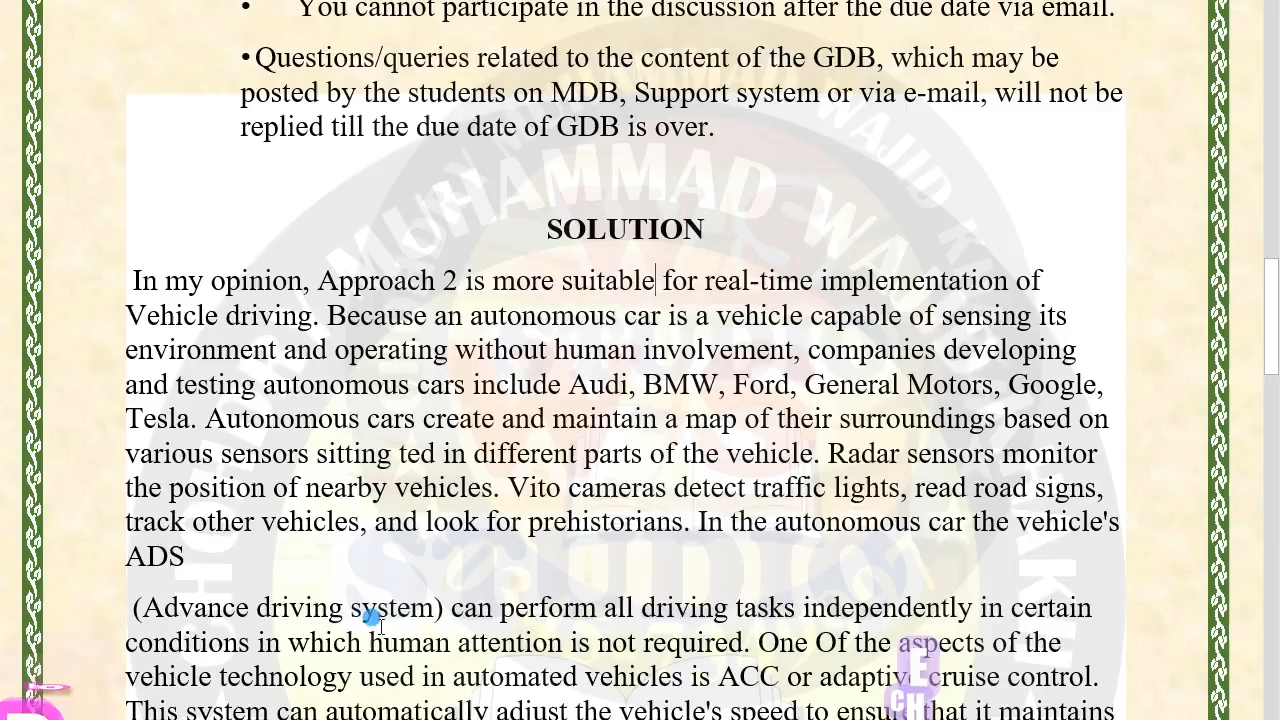 • You cannot participate in the discussion after the due date via email.
•Questions/queries related to the content of the GDB, which may be
posted by the students on MDB, Support system or via e-mail, will not be
replied till the due date of GDB is over.
MUHAMMAD WAJID
SOLUTION
In my opinion, Approach 2 is more suitable for real-time implementation of
Vehicle driving. Because an autonomous car is a vehicle capable of sensing its
environment and operating without human involvement, companies developing
and testing autonomous cars include Audi, BMW, Ford, General Motors, Google,
Tesla. Autonomous cars create and maintain a map of their surroundings based on
various sensors sitting ted in different parts of the vehicle. Radar sensors monitor
the position of nearby vehicles. Vito cameras detect traffic lights, read road signs,
track other vehicles, and look for prehistorians. In the autonomous car the vehicle's
ADS
(Advance driving system) can perform all driving tasks independently in certain
conditions in which human attention is not required. One Of the aspects of the
vehicle technology used in automated vehicles is ACC or adaptive cruise control.
This system can automatically adjust the vehicle's speed to ensure that it maintains